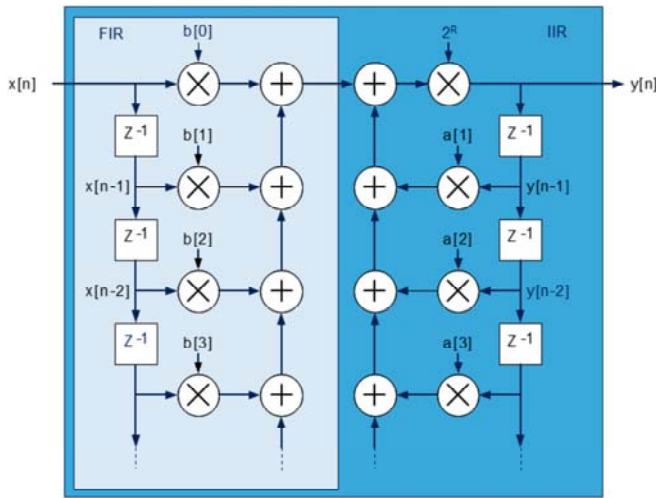 FIR b[0] 2ᴿ IIR
x[n] y[n]
Z⁻¹ b[1] a[1] Z⁻¹
x[n-1] y[n-1]
Z⁻¹ b[2] a[2] Z⁻¹
x[n-2] y[n-2]
Z⁻¹ b[3] a[3] Z⁻¹